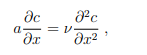 a ∂c/∂x = ν ∂²c/∂x² ,